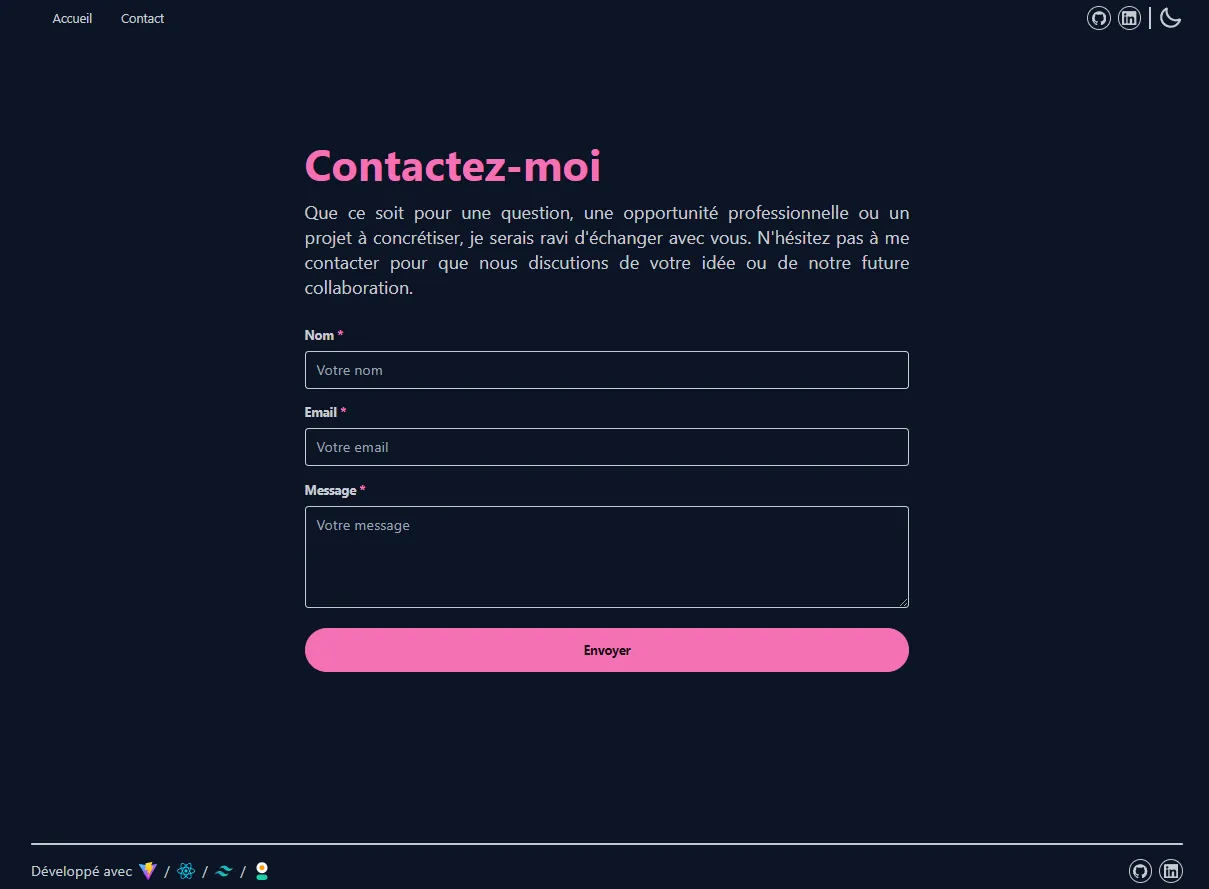 Accueil Contact
Contactez-moi
Que ce soit pour une question, une opportunité professionnelle ou un
projet à concrétiser, je serais ravi d'échanger avec vous. N'hésitez pas à me
contacter pour que nous discutions de votre idée ou de notre future
collaboration.
Nom *
Votre nom
Email *
Votre email
Message *
Votre message
Envoyer
Développé avec / / /